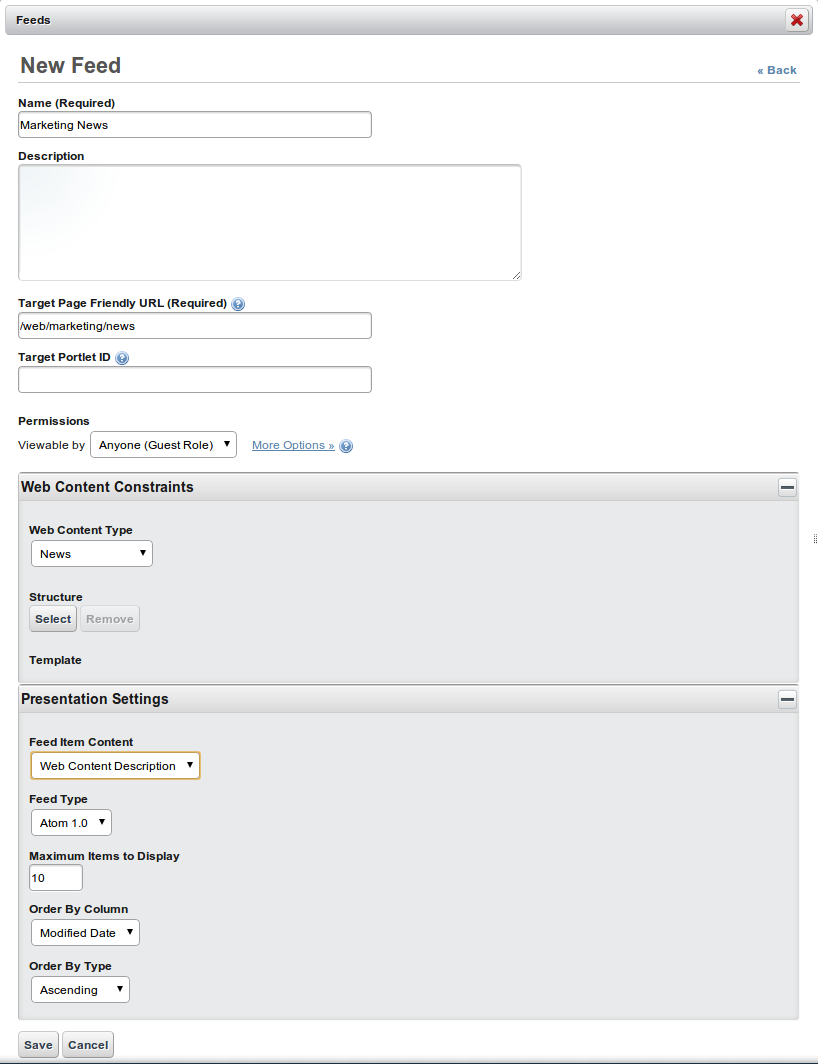 Feeds
New Feed
« Back
Name (Required)
Marketing News
Description
Target Page Friendly URL (Required)
/web/marketing/news
Target Portlet ID
Permissions
Viewable by Anyone (Guest Role) More Options »
Web Content Constraints
Web Content Type
News
Structure
Select Remove
Template
Presentation Settings
Feed Item Content
Web Content Description
Feed Type
Atom 1.0
Maximum Items to Display
10
Order By Column
Modified Date
Order By Type
Ascending
Save Cancel